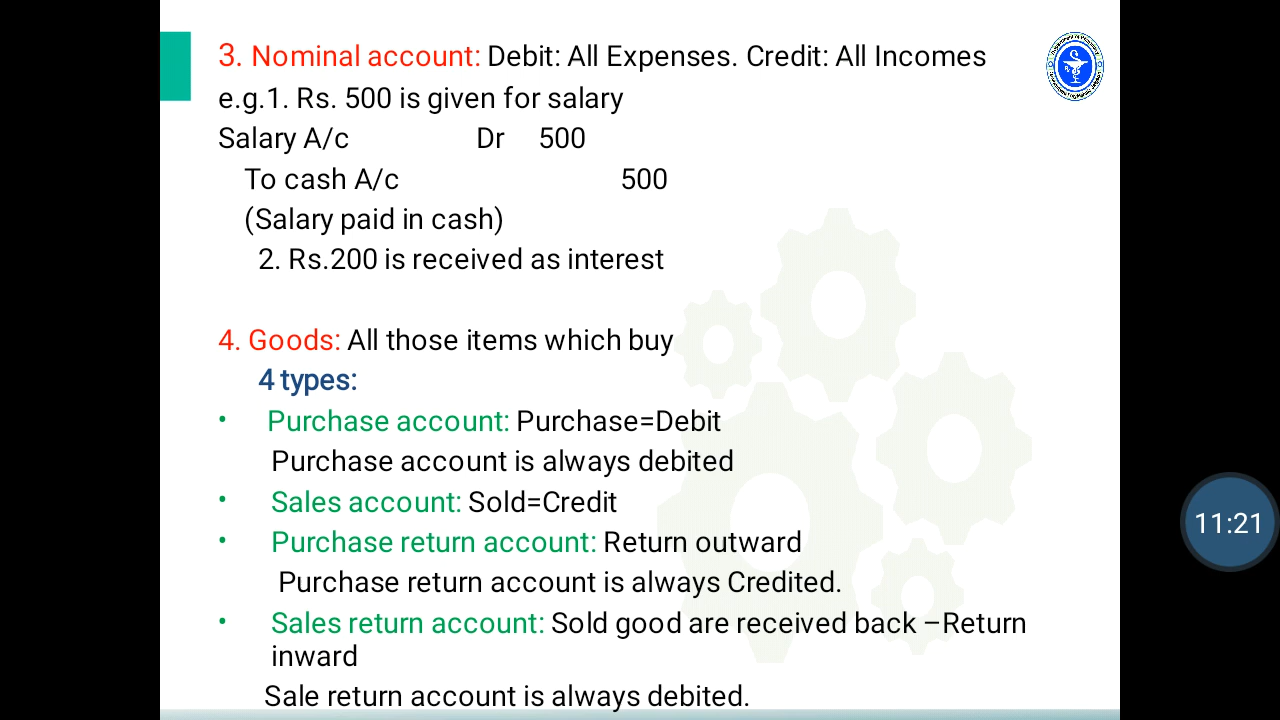 3. Nominal account: Debit: All Expenses. Credit: All Incomes
e.g.1. Rs. 500 is given for salary
Salary A/c Dr 500
To cash A/c 500
(Salary paid in cash)
2. Rs.200 is received as interest
4. Goods: All those items which buy
4 types:
• Purchase account: Purchase=Debit
Purchase account is always debited
• Sales account: Sold=Credit
• Purchase return account: Return outward
Purchase return account is always Credited.
• Sales return account: Sold good are received back –Return
inward
Sale return account is always debited.
11:21